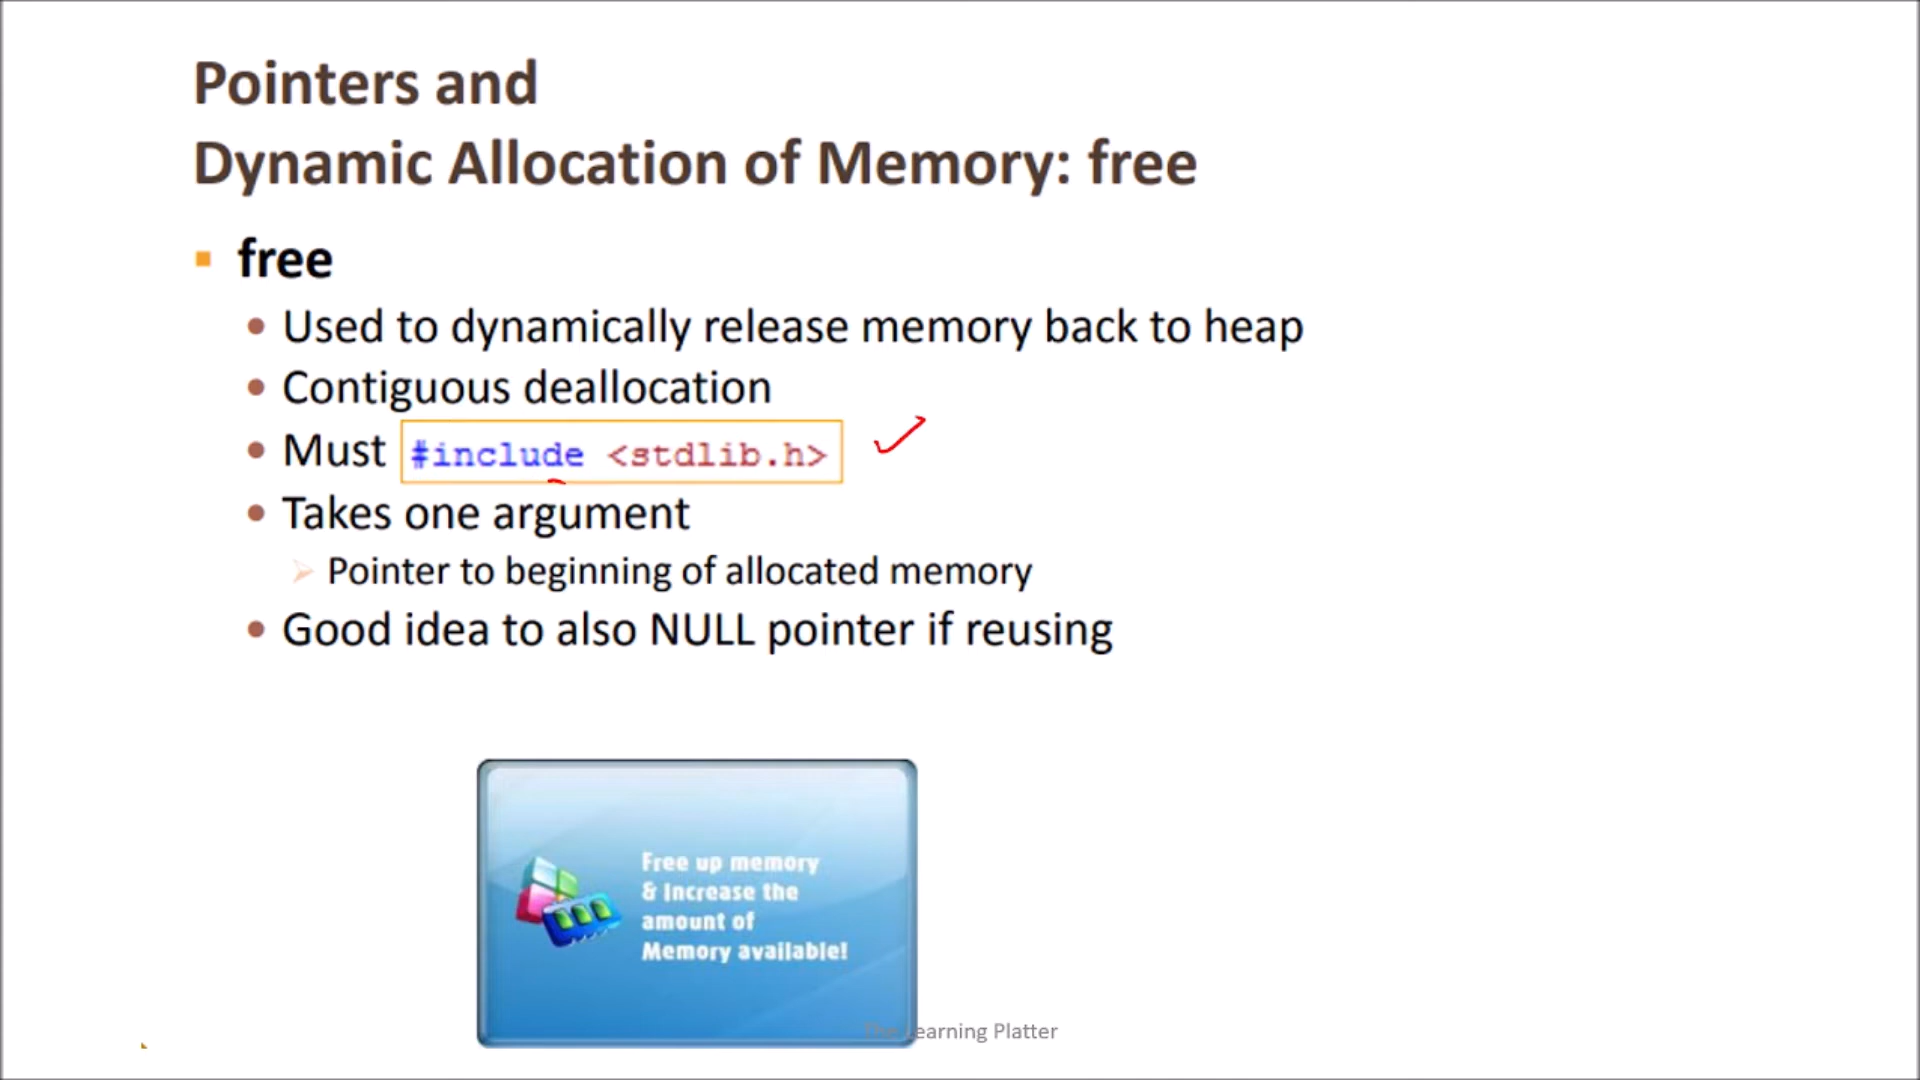 Pointers and
Dynamic Allocation of Memory: free
free
Used to dynamically release memory back to heap
Contiguous deallocation
Must #include <stdlib.h>
Takes one argument
Pointer to beginning of allocated memory
Good idea to also NULL pointer if reusing
Free up memory
& Increase the
amount of
Memory available!
The Learning Platter